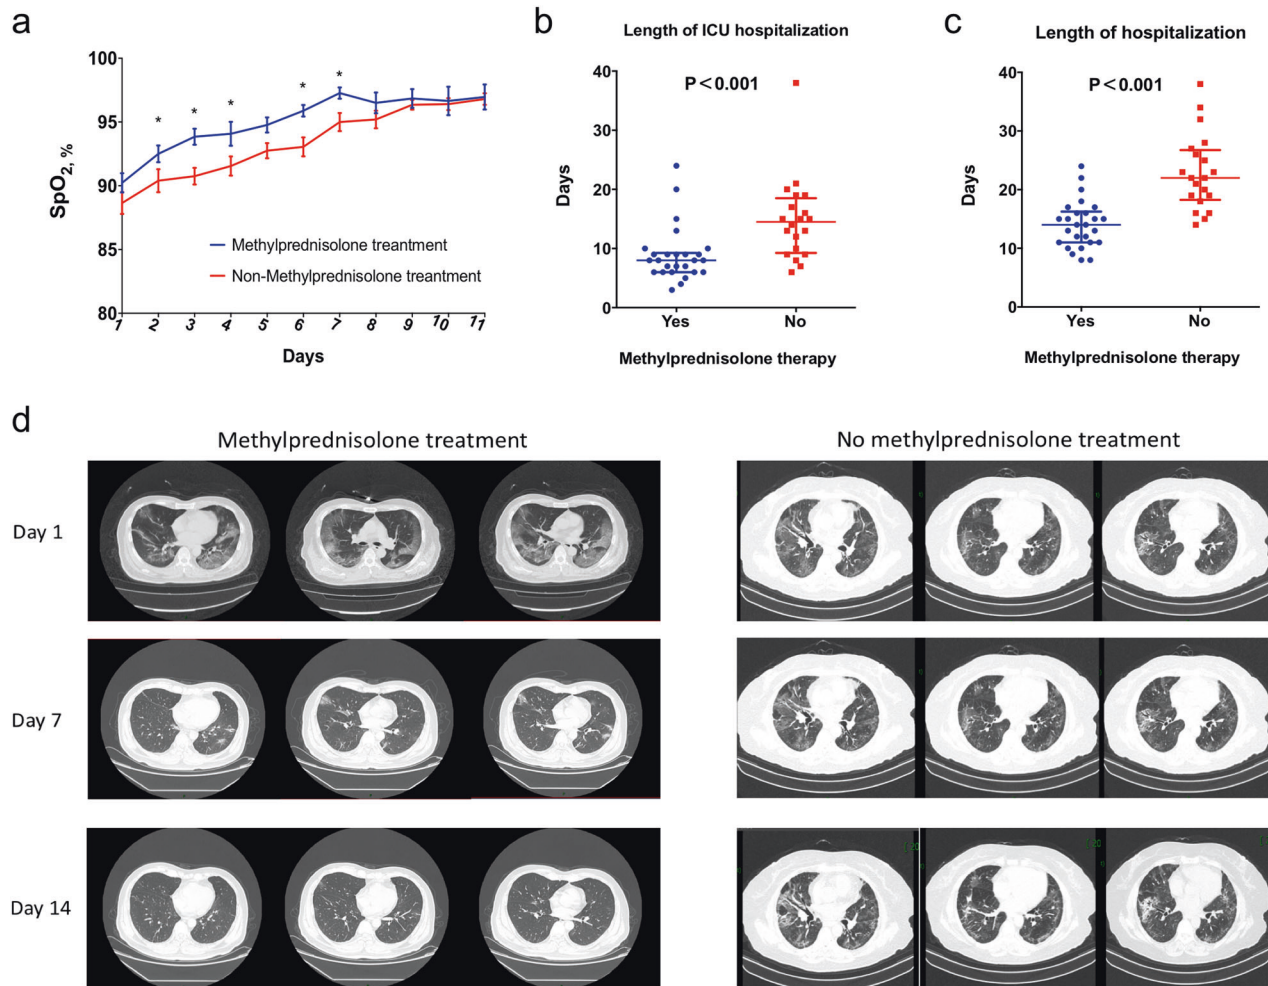 a
SpO2, %
100
95
90
85
80
* * * * *
Methylprednisolone treantment
Non-Methylprednisolone treantment
1 2 3 4 5 6 7 8 9 10 11
Days
b
Length of ICU hospitalization
P<0.001
Days
40
30
20
10
0
Yes No
Methylprednisolone therapy
c
Length of hospitalization
P<0.001
Days
40
30
20
10
0
Yes No
Methylprednisolone therapy
d
Methylprednisolone treatment
No methylprednisolone treatment
Day 1
Day 7
Day 14